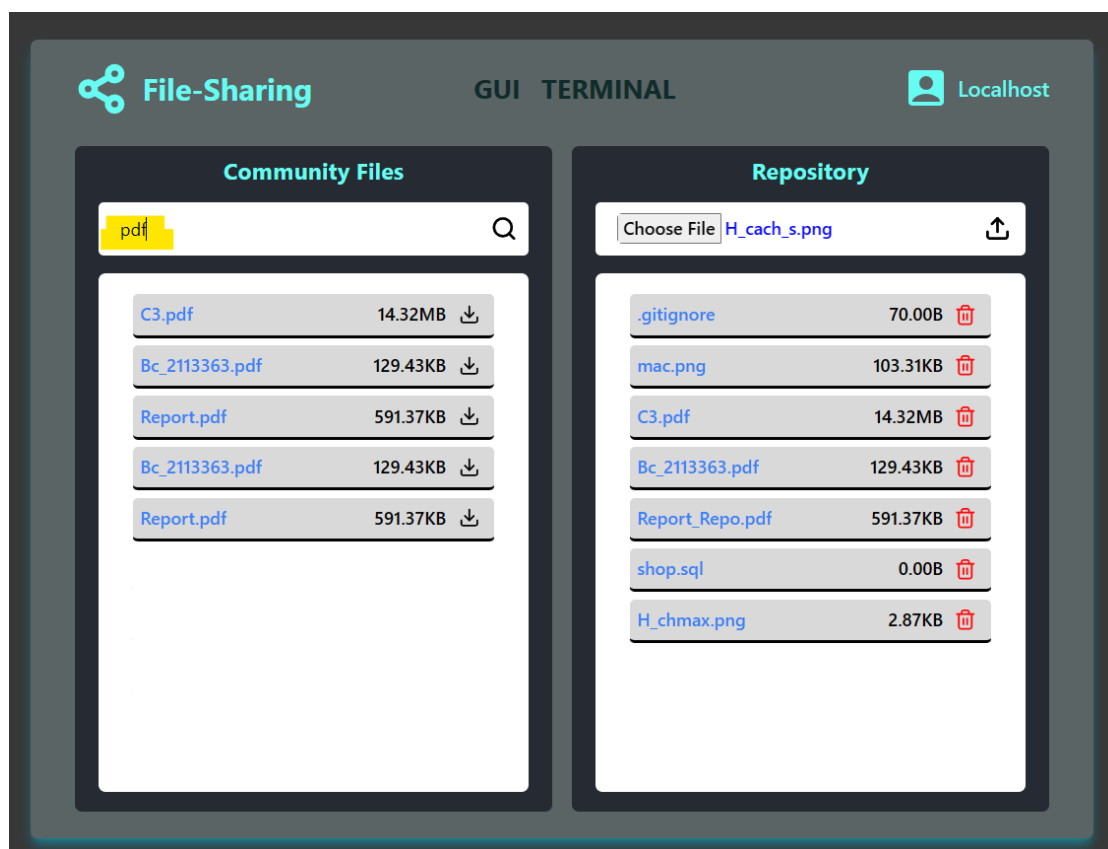 File-Sharing
GUI TERMINAL
Localhost
Community Files
pdf
C3.pdf 14.32MB
Bc_2113363.pdf 129.43KB
Report.pdf 591.37KB
Bc_2113363.pdf 129.43KB
Report.pdf 591.37KB
Repository
Choose File H_cach_s.png
.gitignore 70.00B
mac.png 103.31KB
C3.pdf 14.32MB
Bc_2113363.pdf 129.43KB
Report_Repo.pdf 591.37KB
shop.sql 0.00B
H_chmax.png 2.87KB